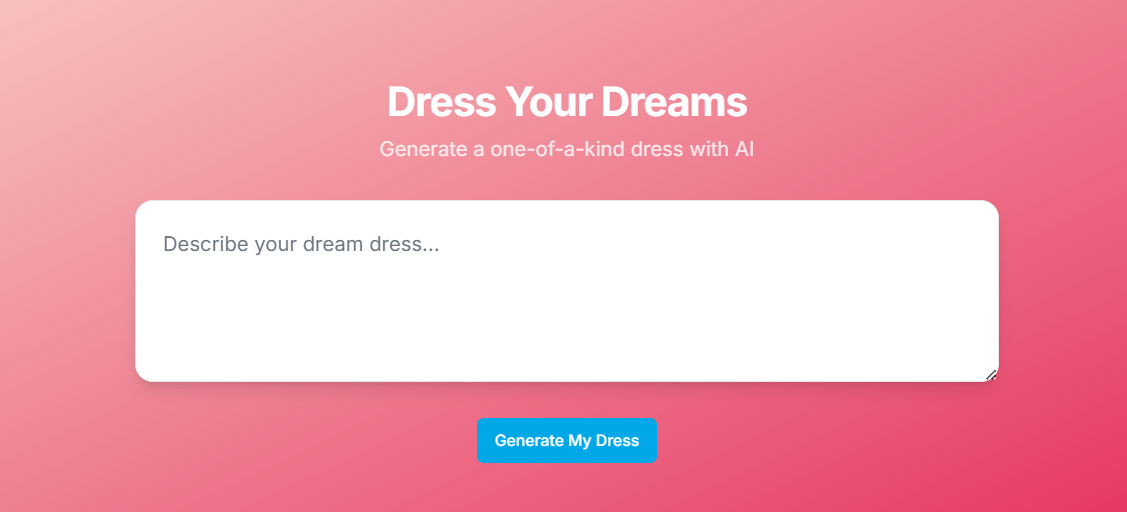 Dress Your Dreams
Generate a one-of-a-kind dress with AI
Describe your dream dress...
Generate My Dress